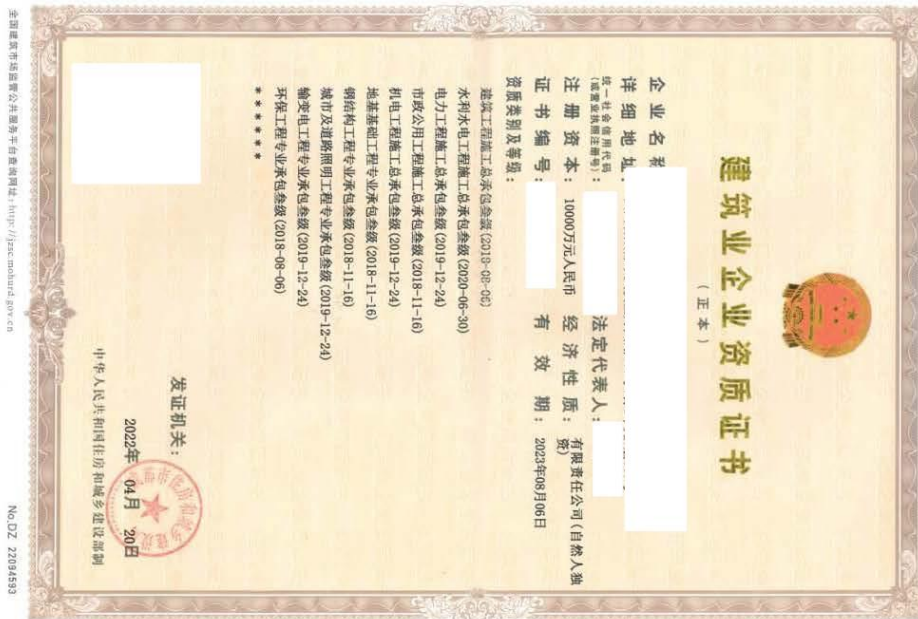 建筑业企业资质证书
(正本)
企业名称
详细地址:
统一社会信用代码
(或营业执照注册号):
法定代表人:
注册资本: 10000万元人民币 经济性质: 有限责任公司(自然人独
资)
证书编号: 有效期: 2023年08月06日
资质类别及等级:
建筑工程施工总承包叁级(2018-08-06)
水利水电工程施工总承包叁级(2020-06-30)
电力工程施工总承包叁级(2019-12-24)
市政公用工程施工总承包叁级(2018-11-16)
机电工程施工总承包叁级(2019-12-24)
地基基础工程专业承包叁级(2018-11-16)
钢结构工程专业承包叁级(2018-11-16)
城市及道路照明工程专业承包叁级(2019-12-24)
输变电工程专业承包叁级(2019-12-24)
环保工程专业承包叁级(2018-08-06)
******
发证机关:
2022年 04月 20日
中华人民共和国住房和城乡建设部制
全国建筑市场监管公共服务平台查询网址:http://jzsc.mohurd.gov.cn
No.DZ 22094593